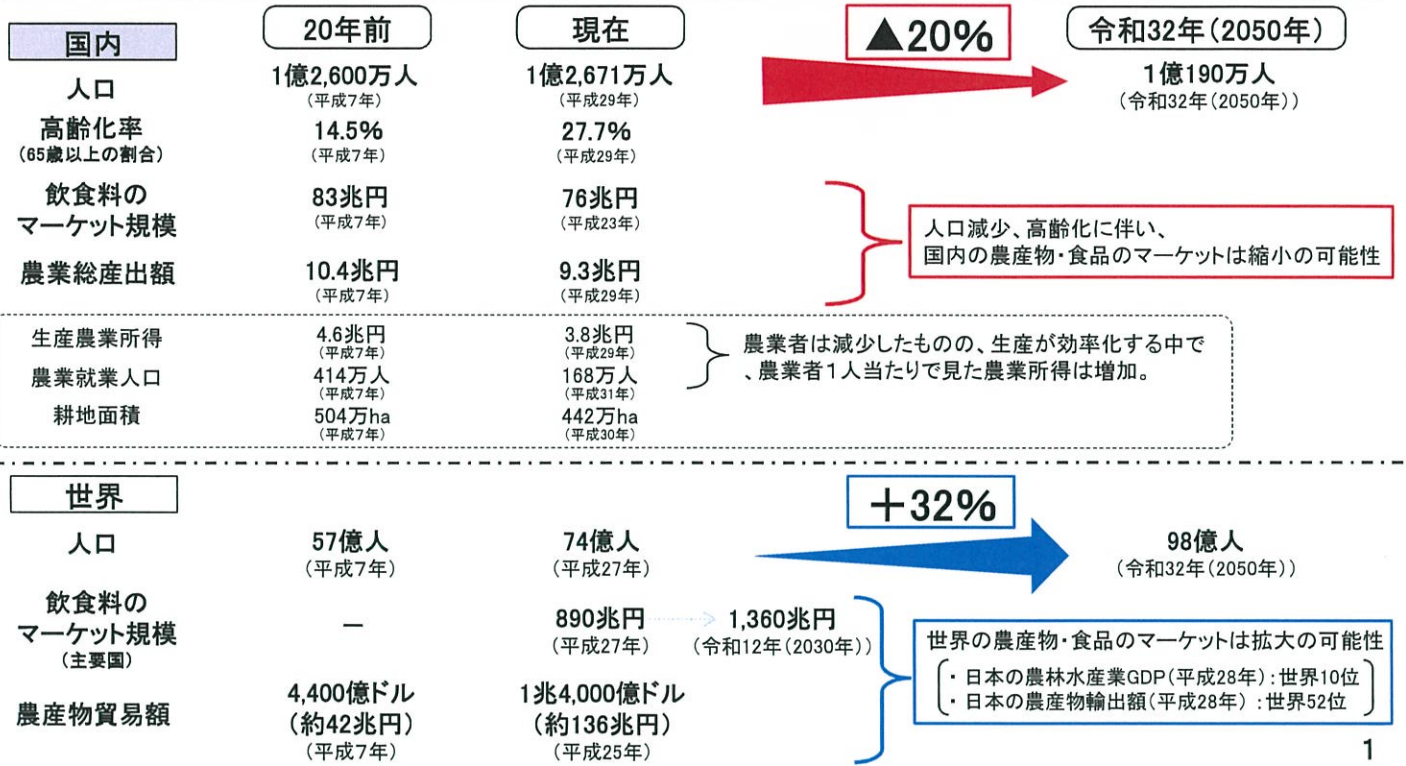 国内
20年前
現在
▲20%
令和32年(2050年)
人口
1億2,600万人
1億2,671万人
1億190万人
(平成7年)
(平成29年)
(令和32年(2050年))
高齢化率
14.5%
27.7%
(65歳以上の割合)
(平成7年)
(平成29年)
飲食料の
マーケット規模
83兆円
76兆円
(平成7年)
(平成23年)
人口減少、高齢化に伴い、
国内の農産物・食品のマーケットは縮小の可能性
農業総産出額
10.4兆円
9.3兆円
(平成7年)
(平成29年)
生産農業所得
4.6兆円
3.8兆円
(平成7年)
(平成29年)
農業者は減少したものの、生産が効率化する中で
、農業者1人当たりで見た農業所得は増加。
農業就業人口
414万人
168万人
(平成7年)
(平成31年)
耕地面積
504万ha
442万ha
(平成7年)
(平成30年)
世界
+32%
人口
57億人
74億人
98億人
(平成7年)
(平成27年)
(令和32年(2050年))
飲食料の
マーケット規模
(主要国)
―
890兆円
1,360兆円
(平成27年)
(令和12年(2030年))
世界の農産物・食品のマーケットは拡大の可能性
・日本の農林水産業GDP(平成28年):世界10位
・日本の農産物輸出額(平成28年) :世界52位
農産物貿易額
4,400億ドル
(約42兆円)
(平成7年)
1兆4,000億ドル
(約136兆円)
(平成25年)
1